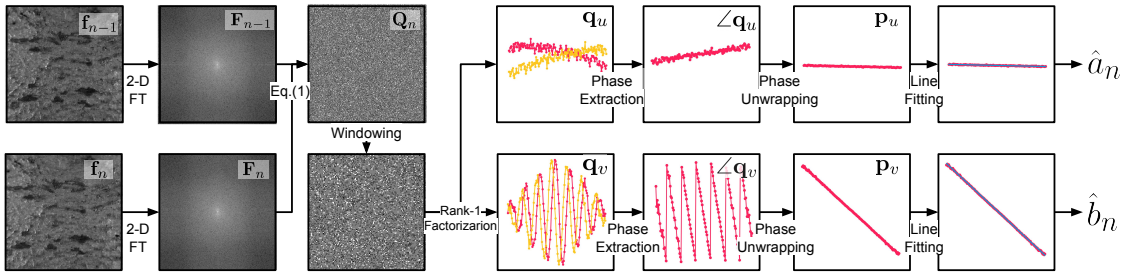 f_{n-1}
2-D
FT
F_{n-1}
Eq.(1)
Q_n
Windowing
q_u
Phase
Extraction
∠q_u
Phase
Unwrapping
p_u
Line
Fitting
â_n
f_n
2-D
FT
F_n
Rank-1
Factorizarion
q_v
Phase
Extraction
∠q_v
Phase
Unwrapping
p_v
Line
Fitting
b̂_n